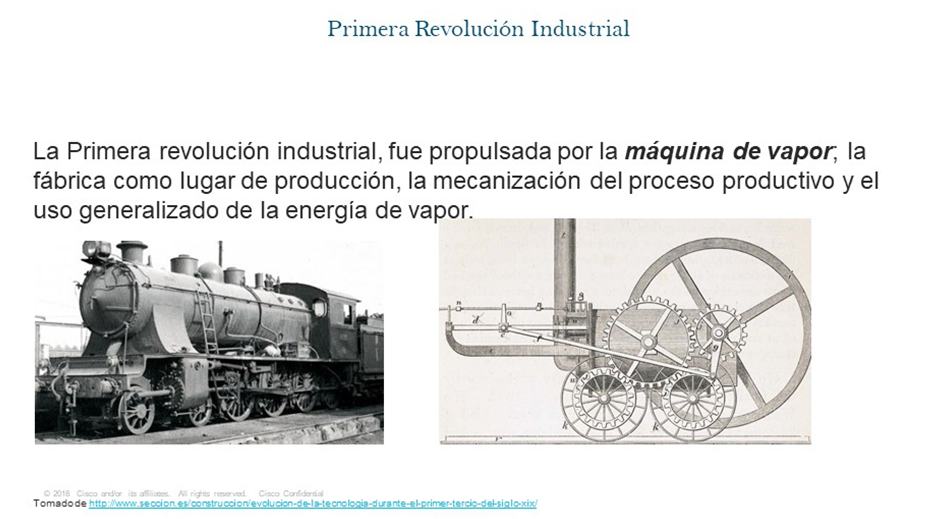 Primera Revolución Industrial
La Primera revolución industrial, fue propulsada por la máquina de vapor; la
fábrica como lugar de producción, la mecanización del proceso productivo y el
uso generalizado de la energía de vapor.
© 2016 Cisco and/or its affiliates. All rights reserved. Cisco Confidential
Tomado de http://www.seccion.es/construccion/evolucion-de-la-tecnologia-durante-el-primer-tercio-del-siglo-xix/